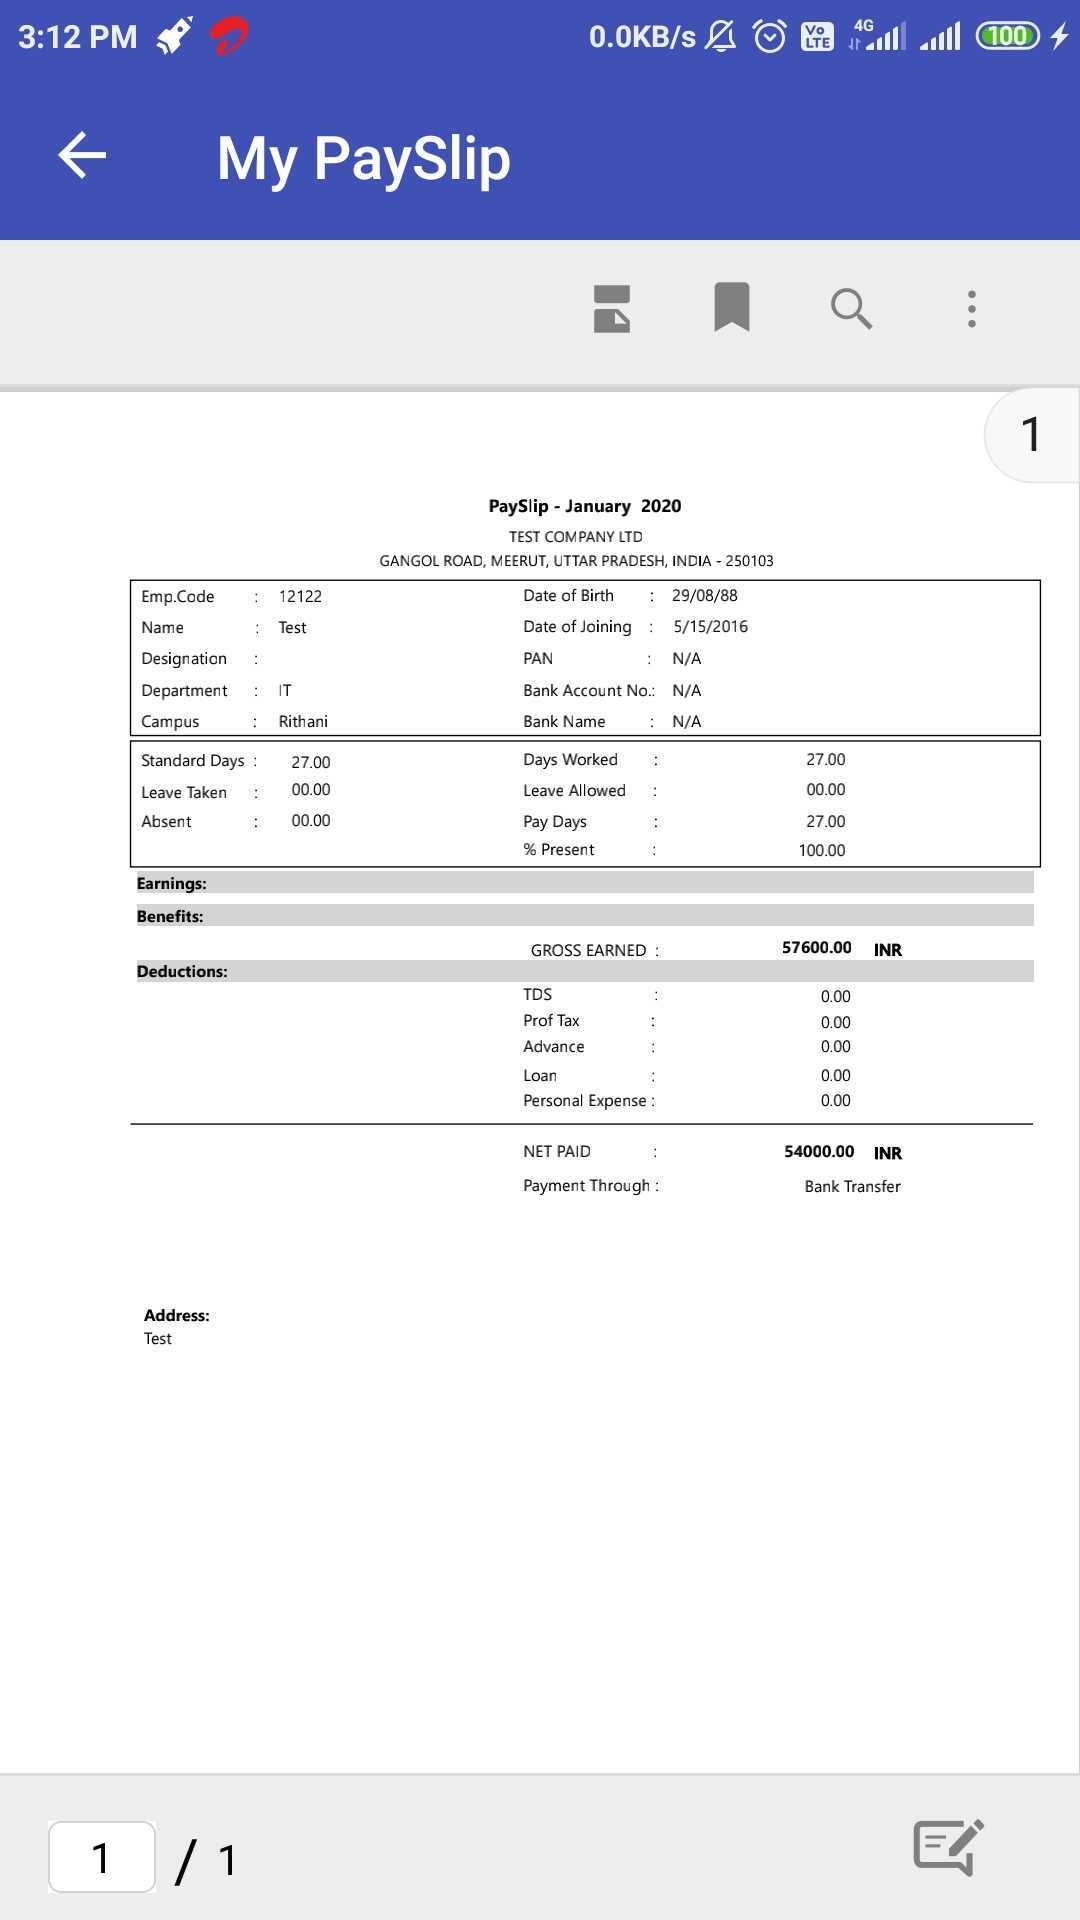 3:12 PM 0.0KB/s Vo LTE 4G 100
My PaySlip
1
PaySlip - January 2020
TEST COMPANY LTD
GANGOL ROAD, MEERUT, UTTAR PRADESH, INDIA - 250103
Emp.Code : 12122 Date of Birth : 29/08/88
Name : Test Date of Joining : 5/15/2016
Designation : PAN : N/A
Department : IT Bank Account No.: N/A
Campus : Rithani Bank Name : N/A
Standard Days : 27.00 Days Worked : 27.00
Leave Taken : 00.00 Leave Allowed : 00.00
Absent : 00.00 Pay Days : 27.00
% Present : 100.00
Earnings:
Benefits:
GROSS EARNED : 57600.00 INR
Deductions:
TDS : 0.00
Prof Tax : 0.00
Advance : 0.00
Loan : 0.00
Personal Expense : 0.00
NET PAID : 54000.00 INR
Payment Through : Bank Transfer
Address:
Test
1 / 1